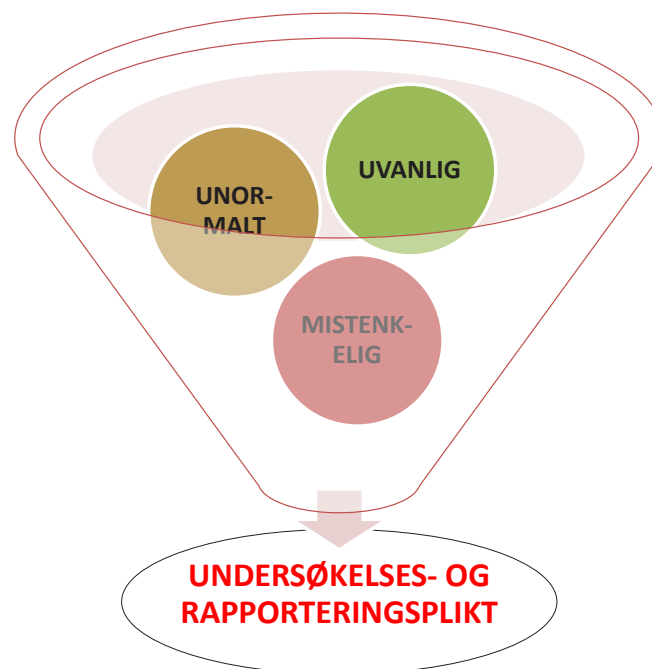 UVANLIG
UNOR-
MALT
MISTENK-
ELIG
UNDERSØKELSES- OG
RAPPORTERINGSPLIKT